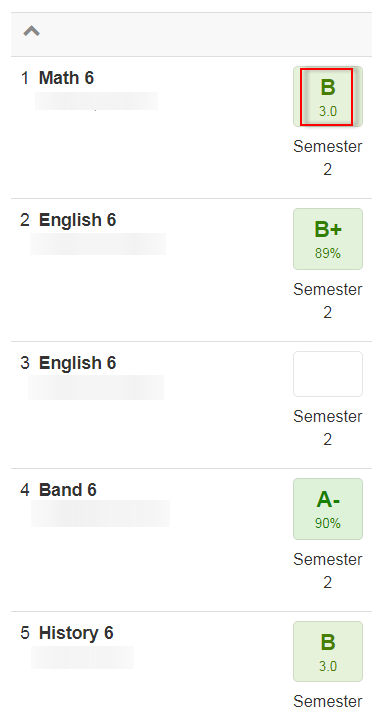 1 Math 6
B
3.0
Semester
2
2 English 6
B+
89%
Semester
2
3 English 6
Semester
2
4 Band 6
A-
90%
Semester
2
5 History 6
B
3.0
Semester